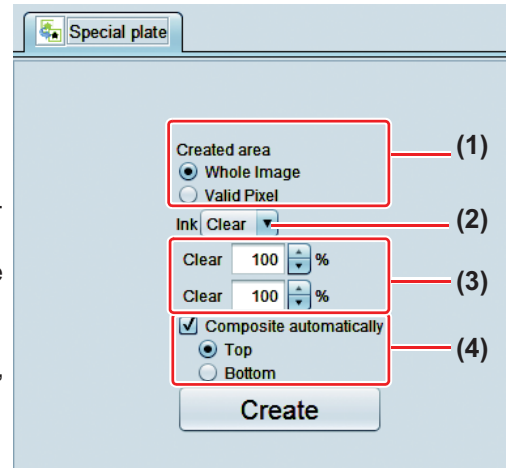 Special plate
Created area
(1)
Whole Image
Valid Pixel
Ink Clear
(2)
Clear 100 %
(3)
Clear 100 %
Composite automatically
Top
(4)
Bottom
Create